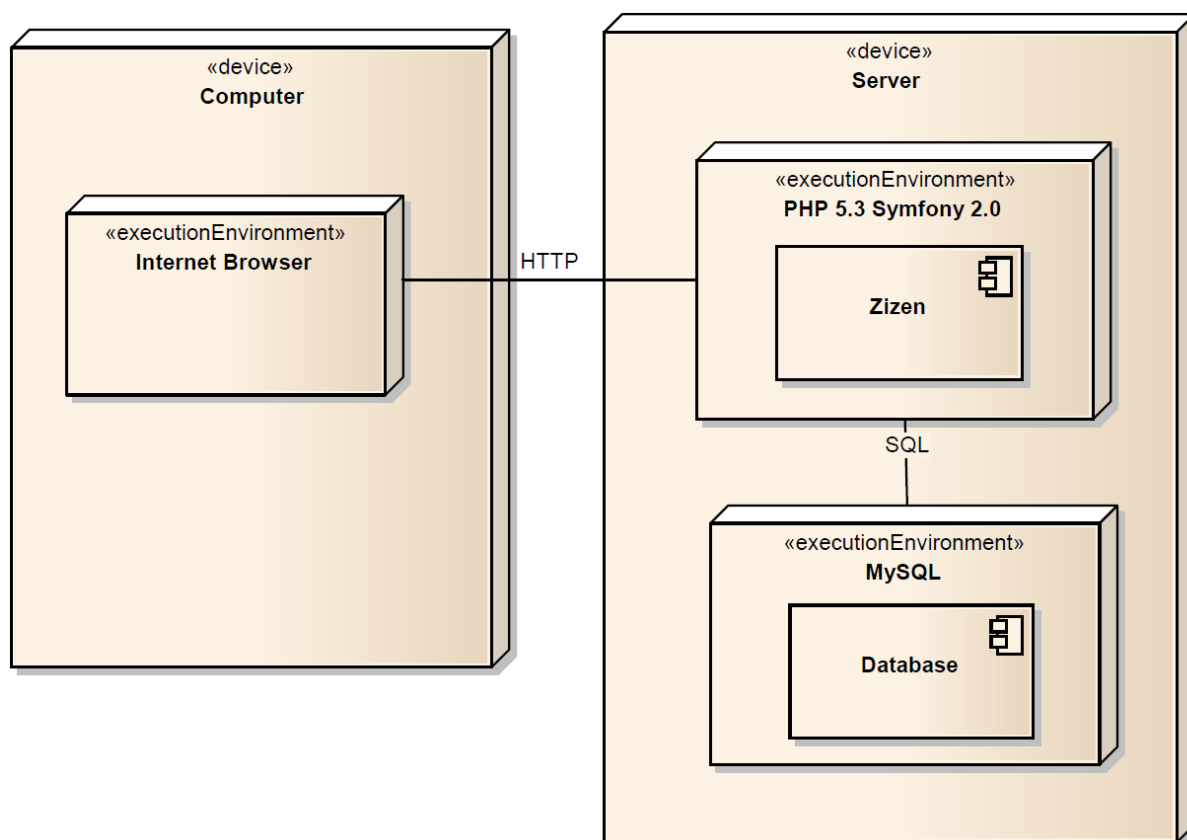 «device»
Computer
«executionEnvironment»
Internet Browser
HTTP
«device»
Server
«executionEnvironment»
PHP 5.3 Symfony 2.0
Zizen
SQL
«executionEnvironment»
MySQL
Database